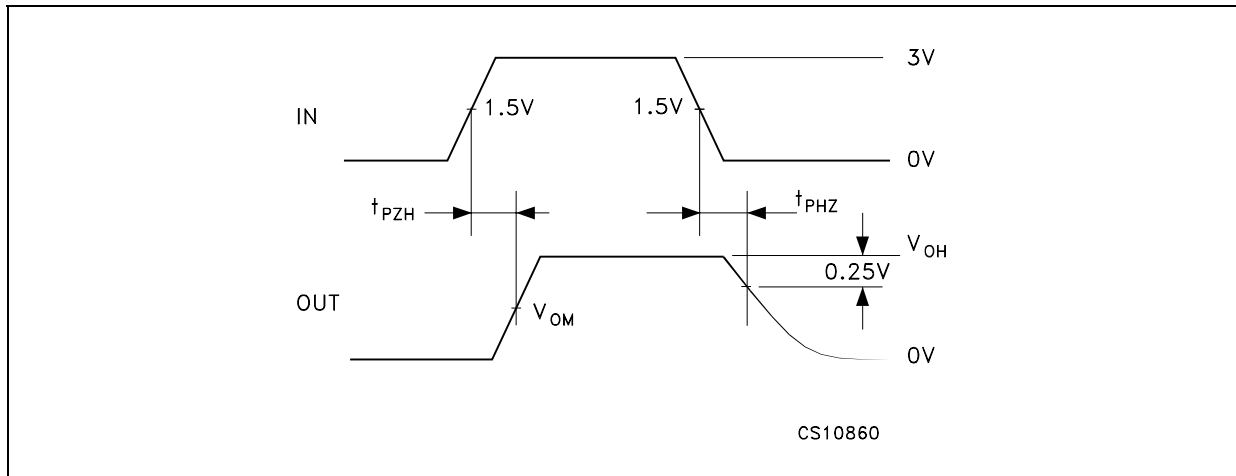 3V
IN
1.5V
1.5V
0V
tPZH
tPHZ
VOH
0.25V
OUT
VOM
0V
CS10860